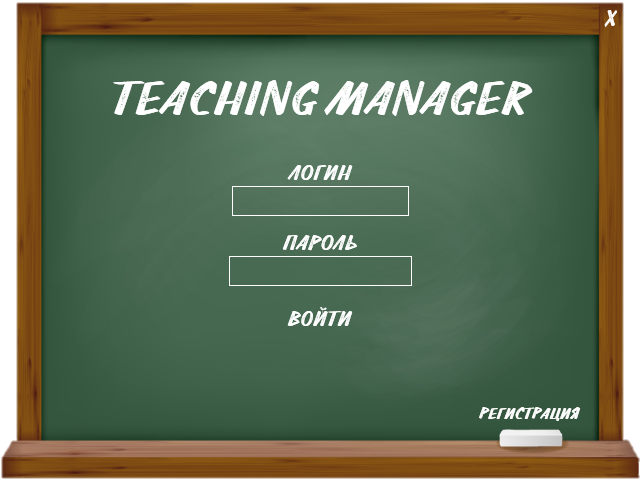 X
TEACHING MANAGER
ЛОГИН
ПАРОЛЬ
ВОЙТИ
РЕГИСТРАЦИЯ